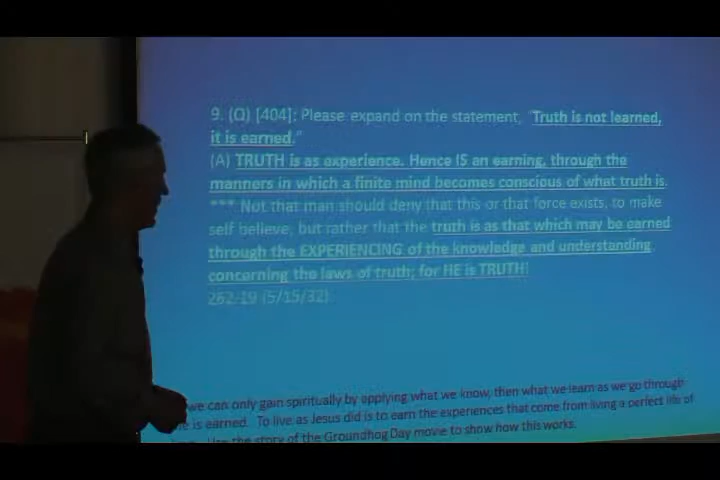 9. (Q) [404]: Please expand on the statement, "Truth is not learned,
it is earned."
(A) TRUTH is as experience. Hence IS an earning, through the
manners in which a finite mind becomes conscious of what truth is.
*** Not that man should deny that this or that force exists, to make
self believe, but rather that the truth is as that which may be earned
through the EXPERIENCING of the knowledge and understanding
concerning the laws of truth; for HE is TRUTH!
262-19 (5/15/32)
we can only gain spiritually by applying what we know, then what we learn as we go through
is earned. To live as Jesus did is to earn the experiences that come from living a perfect life of
Use the story of the Groundhog Day movie to show how this works.